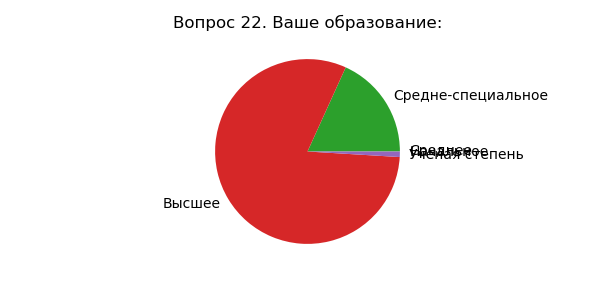 Вопрос 22. Ваше образование:
Средне-специальное
Среднее
Ученая степень
Высшее